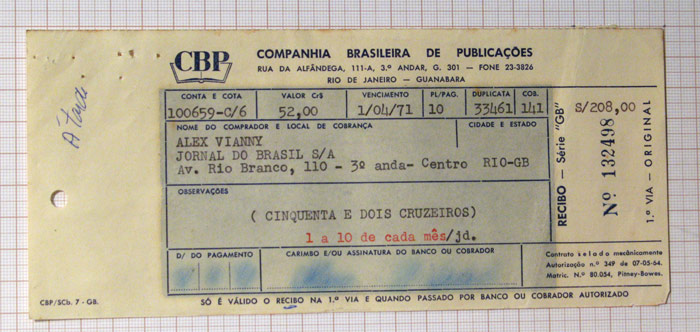 CBP
COMPANHIA BRASILEIRA DE PUBLICAÇÕES
RUA DA ALFÂNDEGA, 111-A, 3.º ANDAR, G. 301 — FONE 23-3826
RIO DE JANEIRO — GUANABARA
CONTA E COTA VALOR Cr$ VENCIMENTO PL/PAG. DUPLICATA COB.
100659-C/6 52,00 1/04/71 10 33461 141
S/208,00
NOME DO COMPRADOR E LOCAL DE COBRANÇA CIDADE E ESTADO
ALEX VIANNY
JORNAL DO BRASIL S/A
Av. Rio Branco, 110 - 3º anda- Centro RIO-GB
OBSERVAÇÕES
( CINQUENTA E DOIS CRUZEIROS)
1 a 10 de cada mês/jd.
D/ DO PAGAMENTO CARIMBO E/OU ASSINATURA DO BANCO OU COBRADOR
RECIBO — Série "GB"
Nº 132498
1.ª VIA — ORIGINAL
Contrato selado mecânicamente
Autorização n.º 349 de 07-05-64.
Matric. Nº 80.054, Pitney-Bowes.
CBP/SCb. 7 - GB.
SÓ É VÁLIDO O RECIBO NA 1.ª VIA E QUANDO PASSADO POR BANCO OU COBRADOR AUTORIZADO